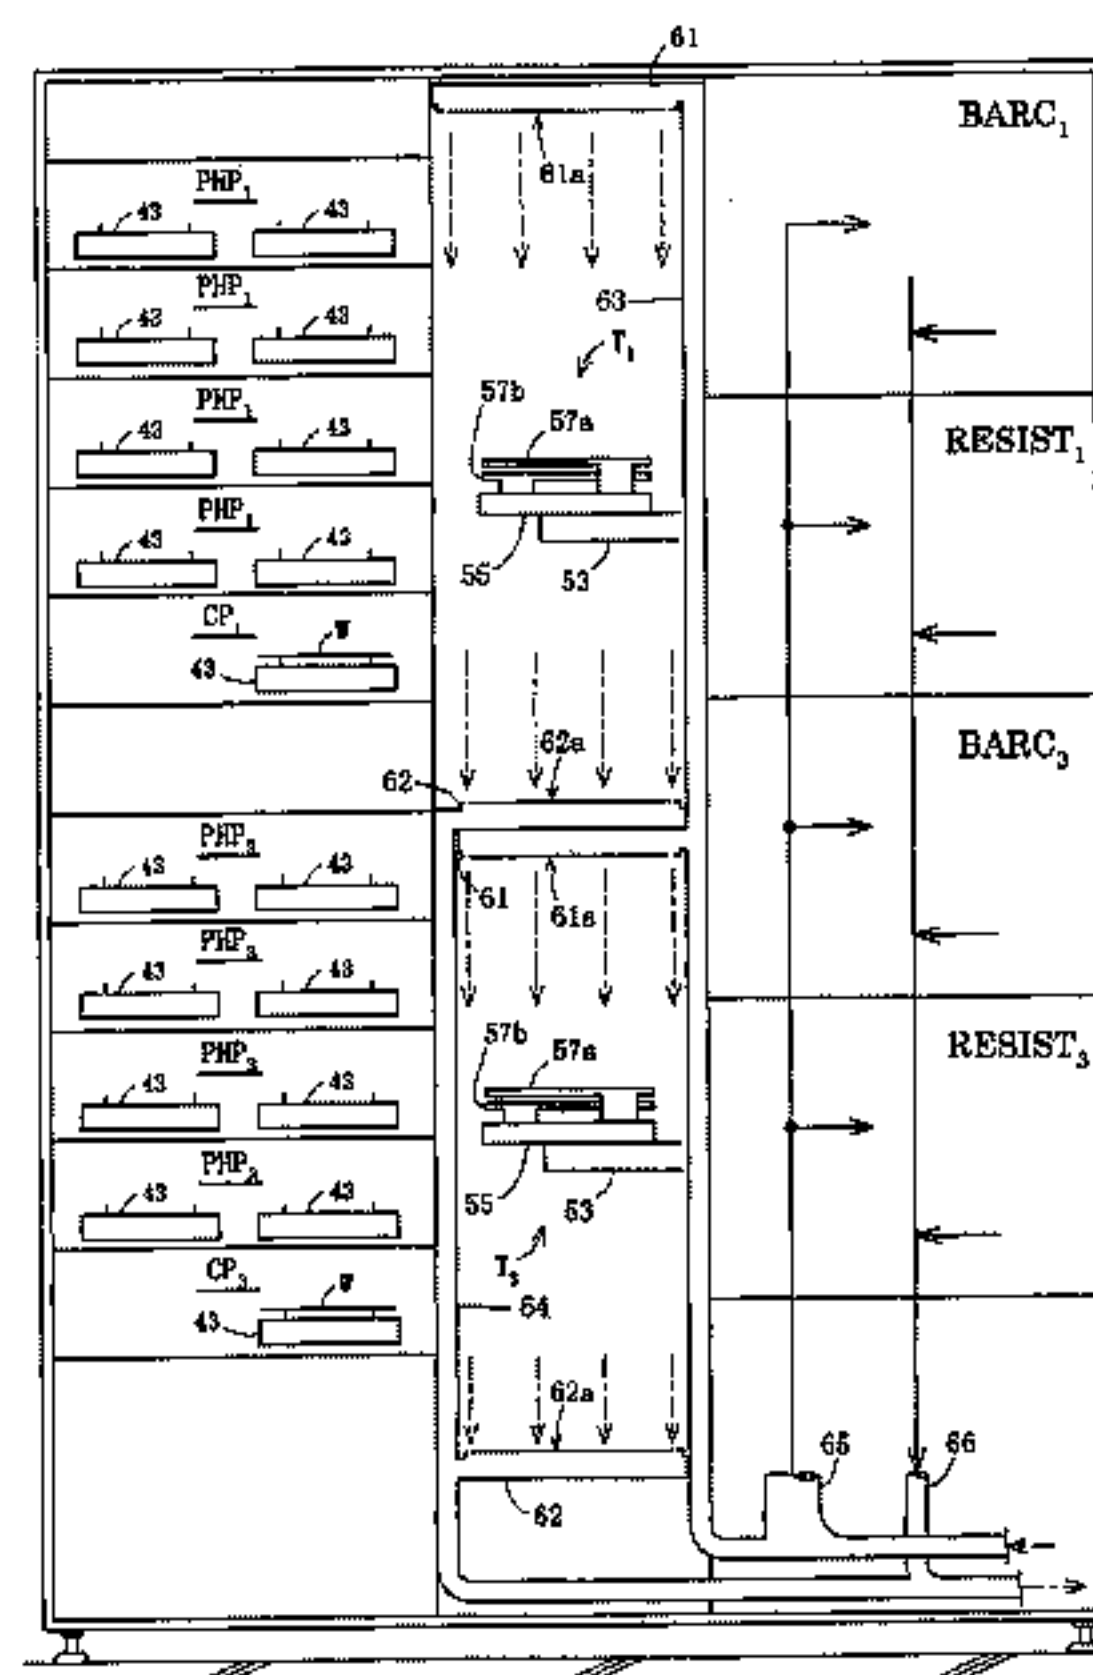 61
BARC₁
61a
PHP₁
43 43
63
PHP₁
43 43
T₁
57b
57a
PHP₁
43 43
RESIST₁
PHP₁
43 43
55 53
CP₁
W
43
62a
62
BARC₃
PHP₃
43 43
61 61a
PHP₃
43 43
57b 57a
PHP₃
43 43
RESIST₃
PHP₃
43 43
55 53
T₃
CP₃
W
64
43
62a
65 66
62